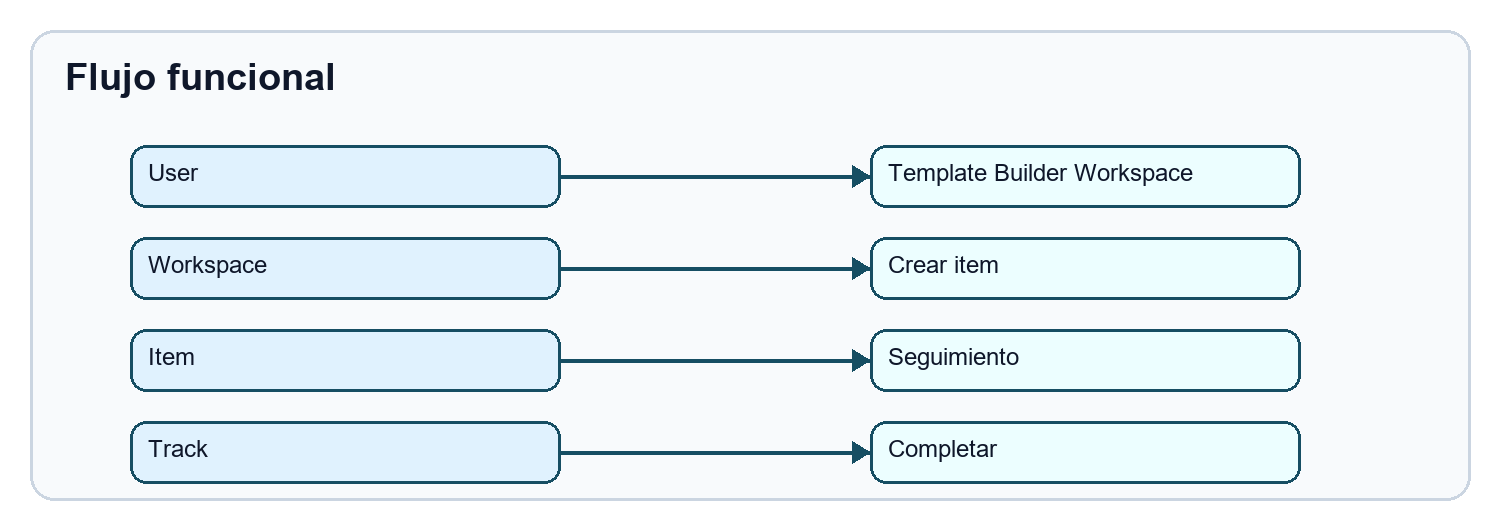 Flujo funcional
User
Template Builder Workspace
Workspace
Crear item
Item
Seguimiento
Track
Completar